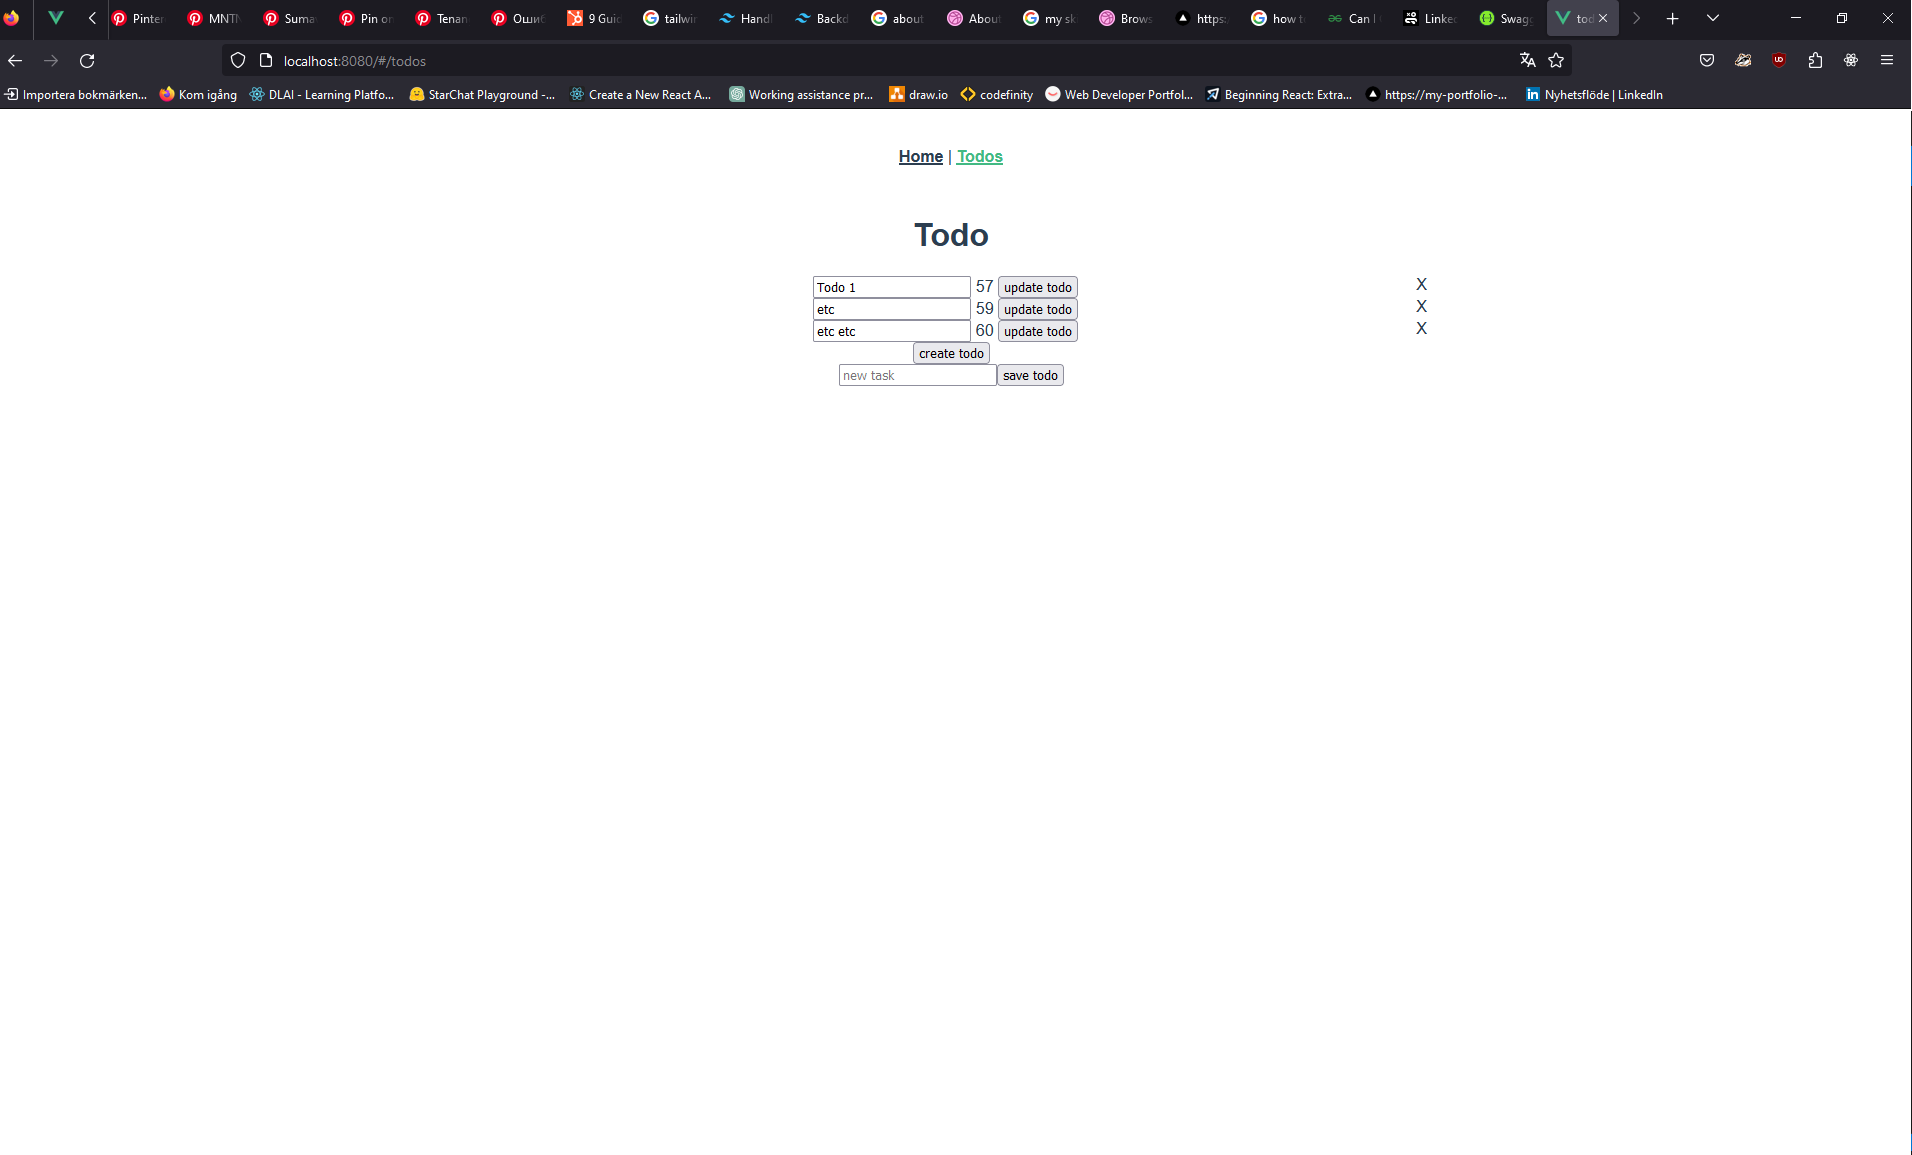 Pinter MNTN Suma Pin or Tenan Ошиб 9 Guid tailwin Handl Backd about About my sk Brows https: how t Can I Linke Swagg tod
localhost:8080/#/todos
Importera bokmärken... Kom igång DLAI - Learning Platfo... StarChat Playground -... Create a New React A... Working assistance pr... draw.io codefinity Web Developer Portfol... Beginning React: Extra... https://my-portfolio-... Nyhetsflöde | LinkedIn
Home | Todos
Todo
Todo 1 57 update todo X
etc 59 update todo X
etc etc 60 update todo X
create todo
new task save todo